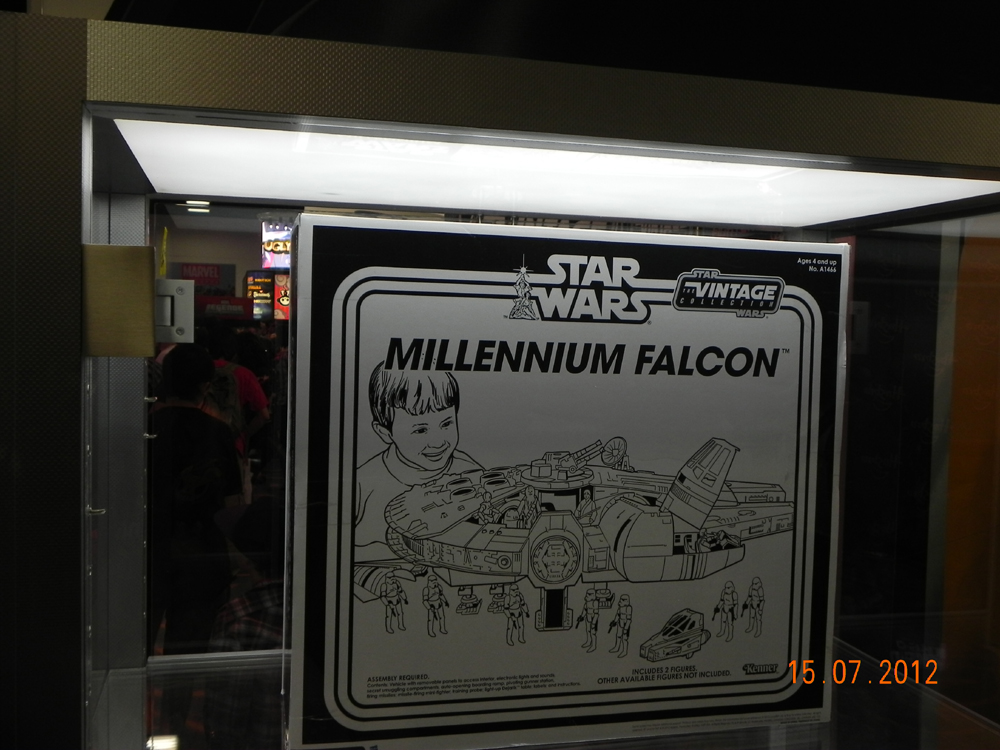 UGLY
MARVEL
STAR
WARS
STAR
THE VINTAGE
COLLECTION
WARS
Ages 4 and up
No. A1466
MILLENNIUM FALCON™
ASSEMBLY REQUIRED.
INCLUDES 2 FIGURES.
OTHER AVAILABLE FIGURES NOT INCLUDED.
Kenner
15.07.2012